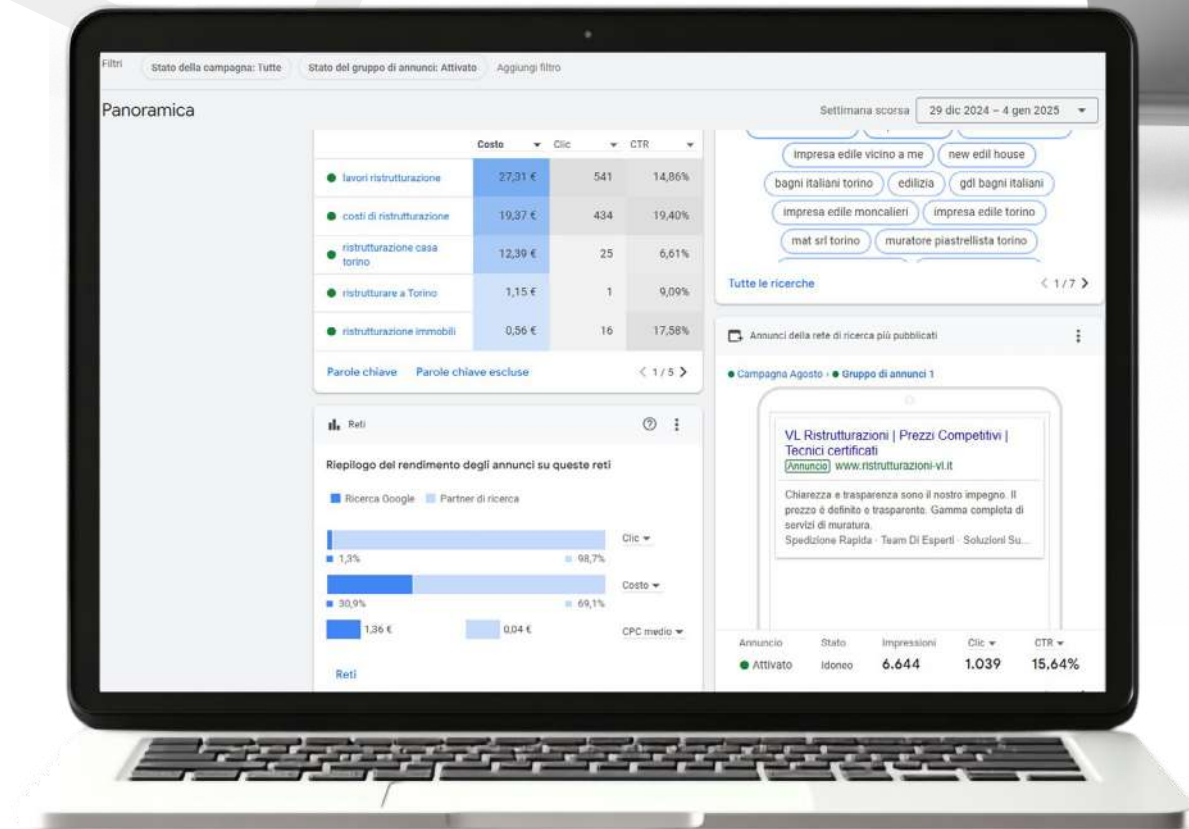 Filtri Stato della campagna: Tutte Stato del gruppo di annunci: Attivato Aggiungi filtro
Panoramica
Settimana scorsa 29 dic 2024 – 4 gen 2025
Costo Clic CTR
lavori ristrutturazione 27,31 € 541 14,86%
costi di ristrutturazione 19,37 € 434 19,40%
ristrutturazione casa
torino 12,39 € 25 6,61%
ristrutturare a Torino 1,15 € 1 9,09%
ristrutturazione immobili 0,56 € 16 17,58%
Parole chiave Parole chiave escluse < 1 / 5 >
Reti
Riepilogo del rendimento degli annunci su queste reti
Ricerca Google Partner di ricerca
Clic
1,3% 98,7%
Costo
30,9% 69,1%
1,36 € 0,04 € CPC medio
Reti
impresa edile vicino a me new edil house
bagni italiani torino edilizia gdl bagni italiani
impresa edile moncalieri impresa edile torino
mat srl torino muratore piastrellista torino
Tutte le ricerche < 1 / 7 >
Annunci della rete di ricerca più pubblicati
Campagna Agosto › Gruppo di annunci 1
VL Ristrutturazioni | Prezzi Competitivi |
Tecnici certificati
Annuncio www.ristrutturazioni-vl.it
Chiarezza e trasparenza sono il nostro impegno. Il
prezzo è definito e trasparente. Gamma completa di
servizi di muratura.
Spedizione Rapida · Team Di Esperti · Soluzioni Su...
Annuncio Stato Impressioni Clic CTR
Attivato Idoneo 6.644 1.039 15,64%